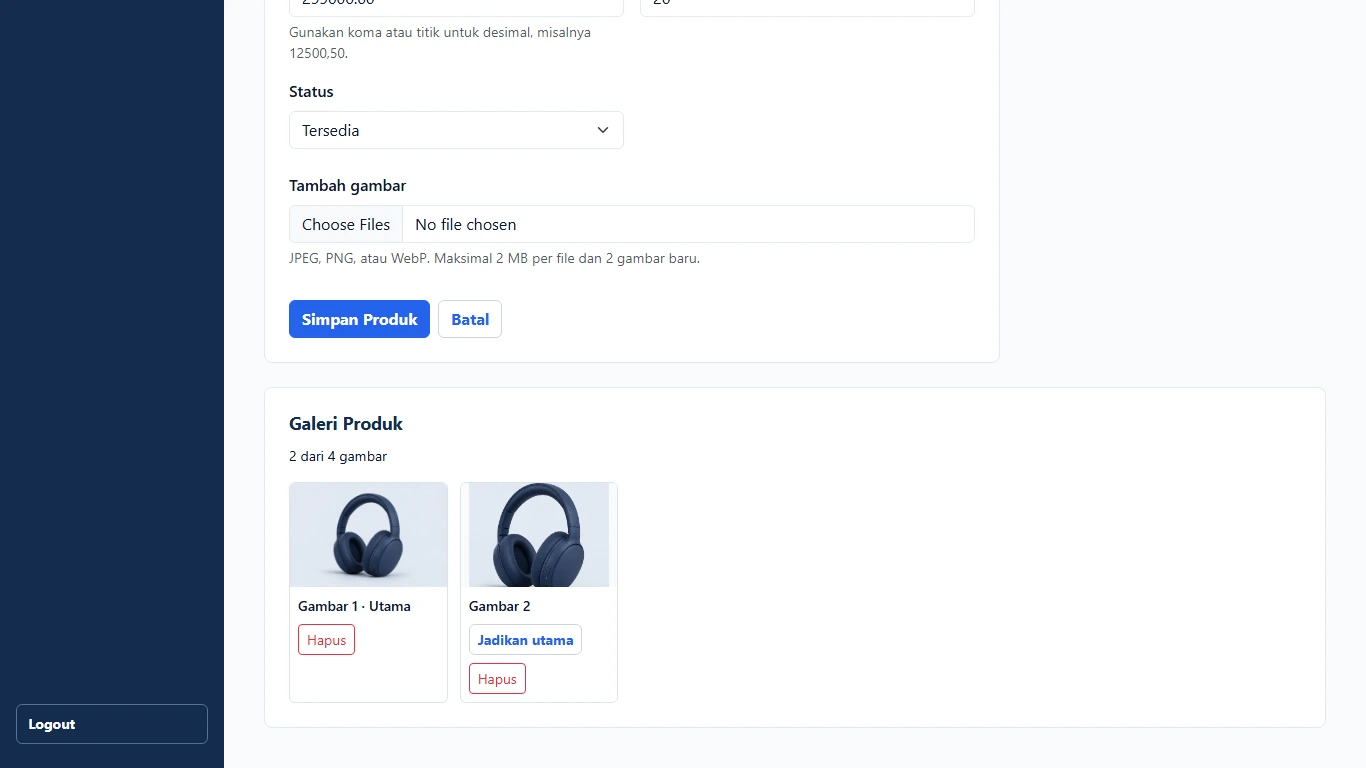 Gunakan koma atau titik untuk desimal, misalnya
12500,50.
Status
Tersedia
Tambah gambar
Choose Files No file chosen
JPEG, PNG, atau WebP. Maksimal 2 MB per file dan 2 gambar baru.
Simpan Produk Batal
Galeri Produk
2 dari 4 gambar
Gambar 1 · Utama
Hapus
Gambar 2
Jadikan utama
Hapus
Logout